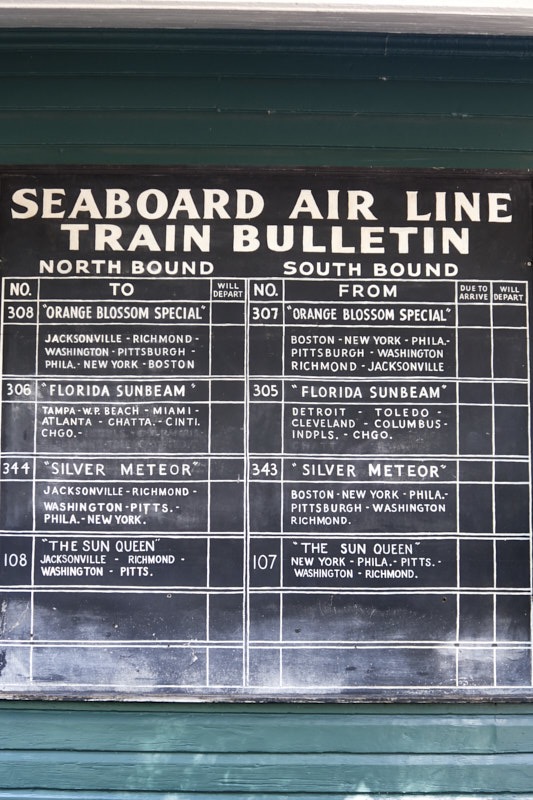 SEABOARD AIR LINE
TRAIN BULLETIN
NORTH BOUND
NO. TO WILL DEPART
308 "ORANGE BLOSSOM SPECIAL"
JACKSONVILLE - RICHMOND -
WASHINGTON - PITTSBURGH -
PHILA. - NEW YORK - BOSTON
306 "FLORIDA SUNBEAM"
TAMPA - W.P. BEACH - MIAMI -
ATLANTA - CHATTA. - CINTI.
CHGO. -
344 "SILVER METEOR"
JACKSONVILLE - RICHMOND -
WASHINGTON - PITTS. -
PHILA. - NEW YORK.
108 "THE SUN QUEEN"
JACKSONVILLE - RICHMOND -
WASHINGTON - PITTS.
SOUTH BOUND
NO. FROM DUE TO ARRIVE WILL DEPART
307 "ORANGE BLOSSOM SPECIAL"
BOSTON - NEW YORK - PHILA. -
PITTSBURGH - WASHINGTON
RICHMOND - JACKSONVILLE
305 "FLORIDA SUNBEAM"
DETROIT - TOLEDO -
CLEVELAND - COLUMBUS -
INDPLS. - CHGO.
343 "SILVER METEOR"
BOSTON - NEW YORK - PHILA. -
PITTSBURGH - WASHINGTON
RICHMOND.
107 "THE SUN QUEEN"
NEW YORK - PHILA. - PITTS. -
WASHINGTON - RICHMOND.